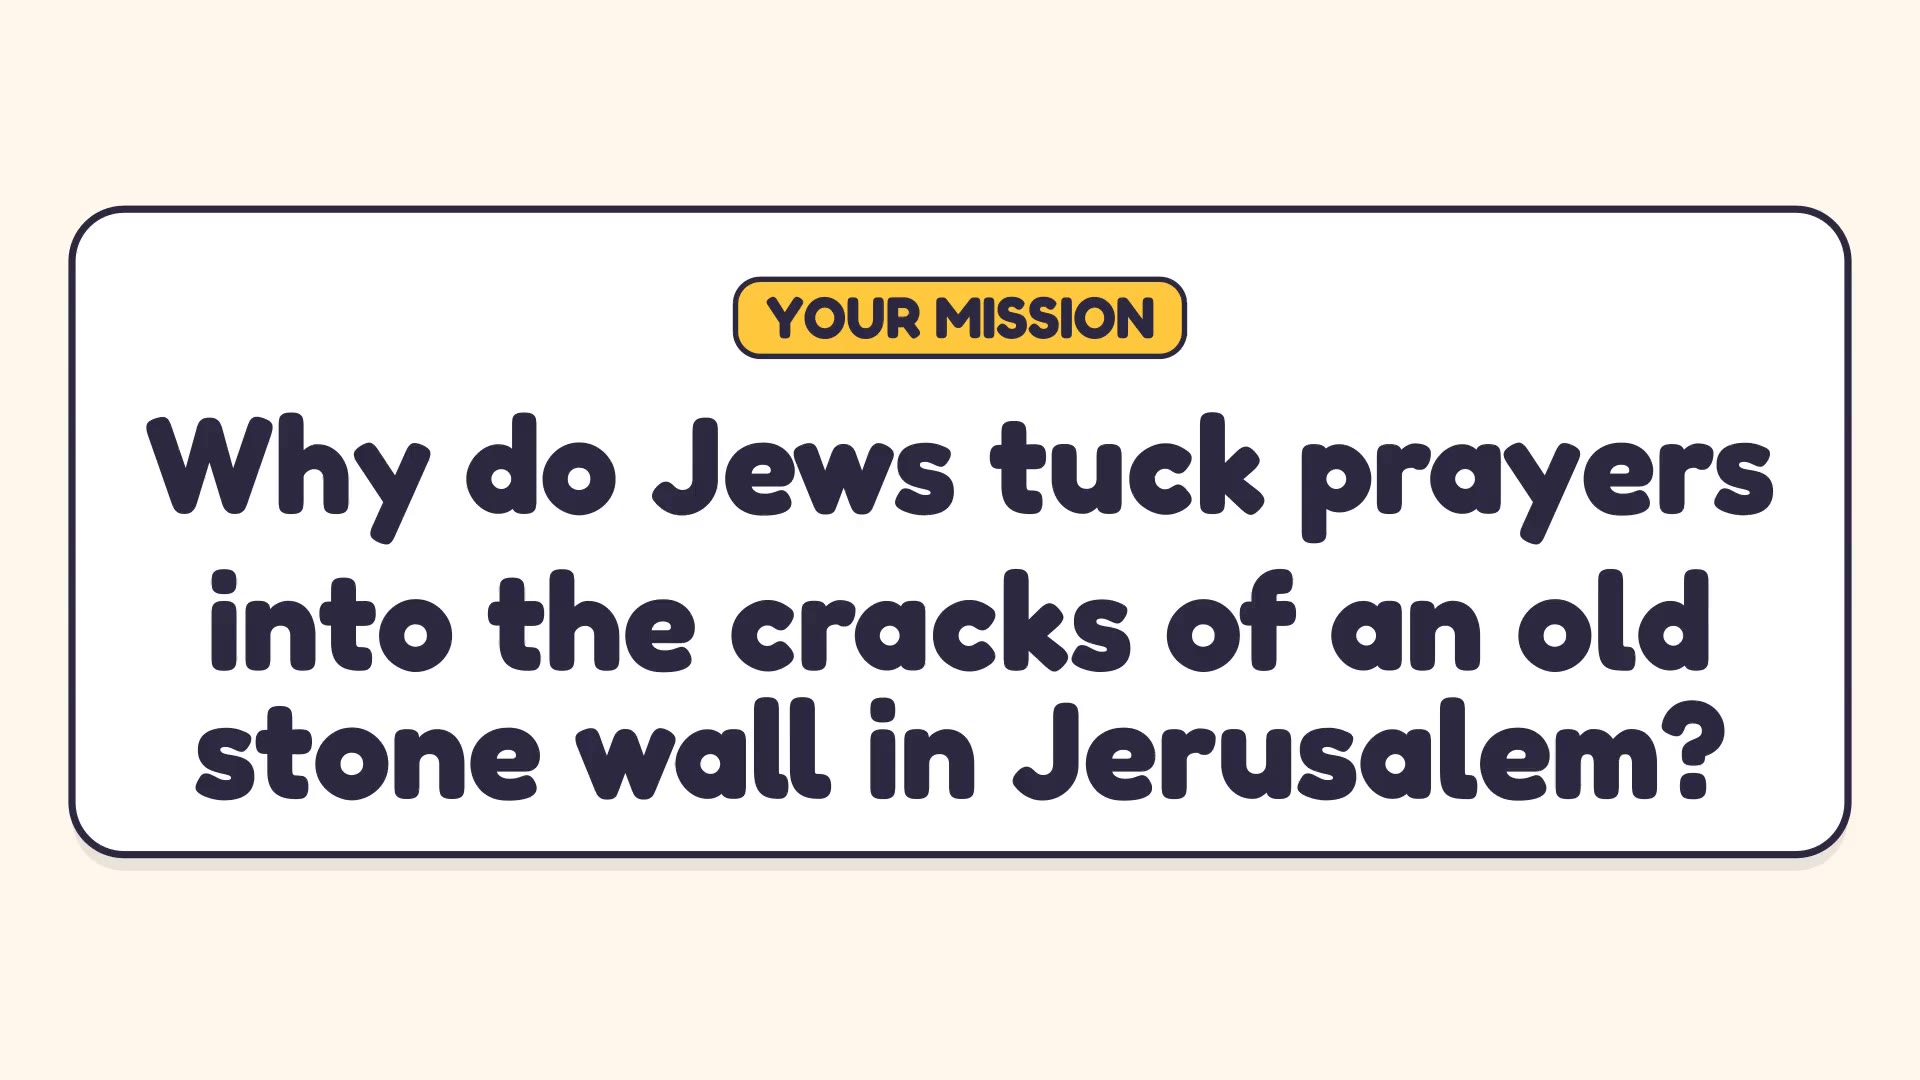 YOUR MISSION
Why do Jews tuck prayers
into the cracks of an old
stone wall in Jerusalem?